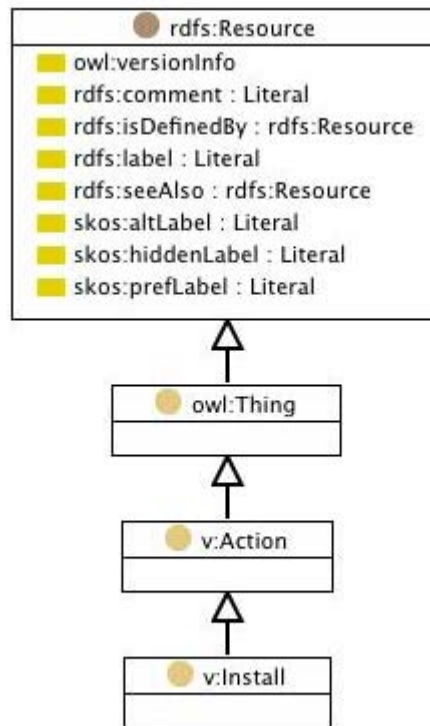 rdfs:Resource
owl:versionInfo
rdfs:comment : Literal
rdfs:isDefinedBy : rdfs:Resource
rdfs:label : Literal
rdfs:seeAlso : rdfs:Resource
skos:altLabel : Literal
skos:hiddenLabel : Literal
skos:prefLabel : Literal
owl:Thing
v:Action
v:Install